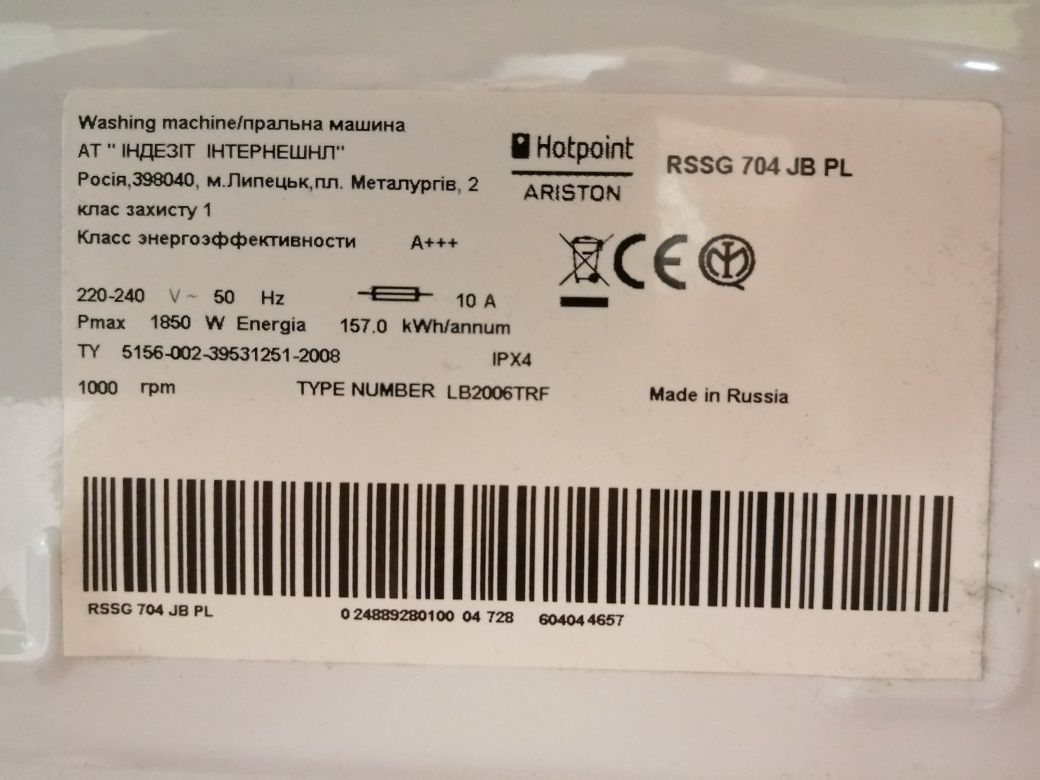 Washing machine/пральна машина
АТ " ІНДЕЗІТ ІНТЕРНЕШНЛ"
Росія,398040, м.Липецьк,пл. Металургів, 2
клас захисту 1
Класс энергоэффективности A+++
Hotpoint
ARISTON
RSSG 704 JB PL
CE
220-240 V ~ 50 Hz 10 A
Pmax 1850 W Energia 157.0 kWh/annum
TY 5156-002-39531251-2008 IPX4
1000 rpm TYPE NUMBER LB2006TRF Made in Russia
RSSG 704 JB PL 0 24889280100 04 728 604044657